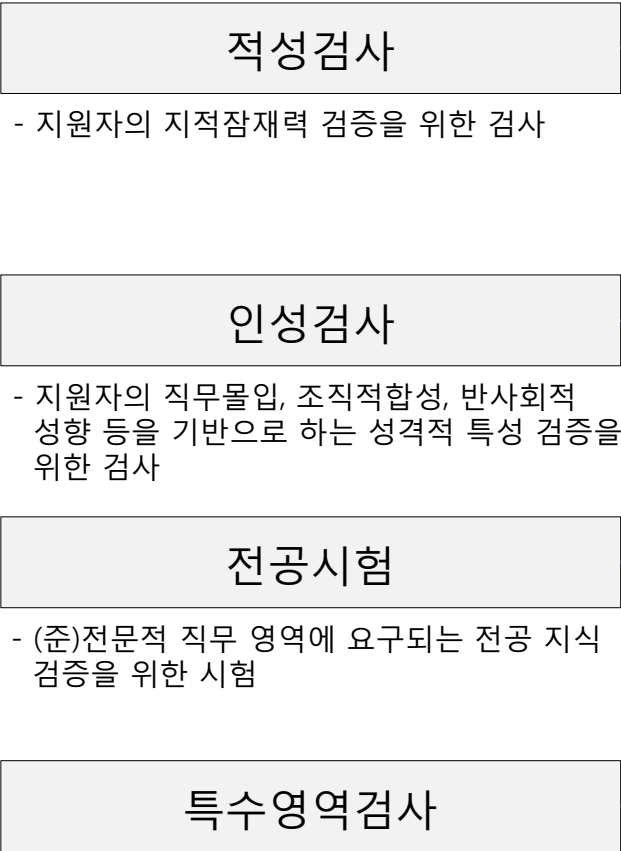 적성검사
- 지원자의 지적잠재력 검증을 위한 검사
인성검사
- 지원자의 직무몰입, 조직적합성, 반사회적
성향 등을 기반으로 하는 성격적 특성 검증을
위한 검사
전공시험
- (준)전문적 직무 영역에 요구되는 전공 지식
검증을 위한 시험
특수영역검사